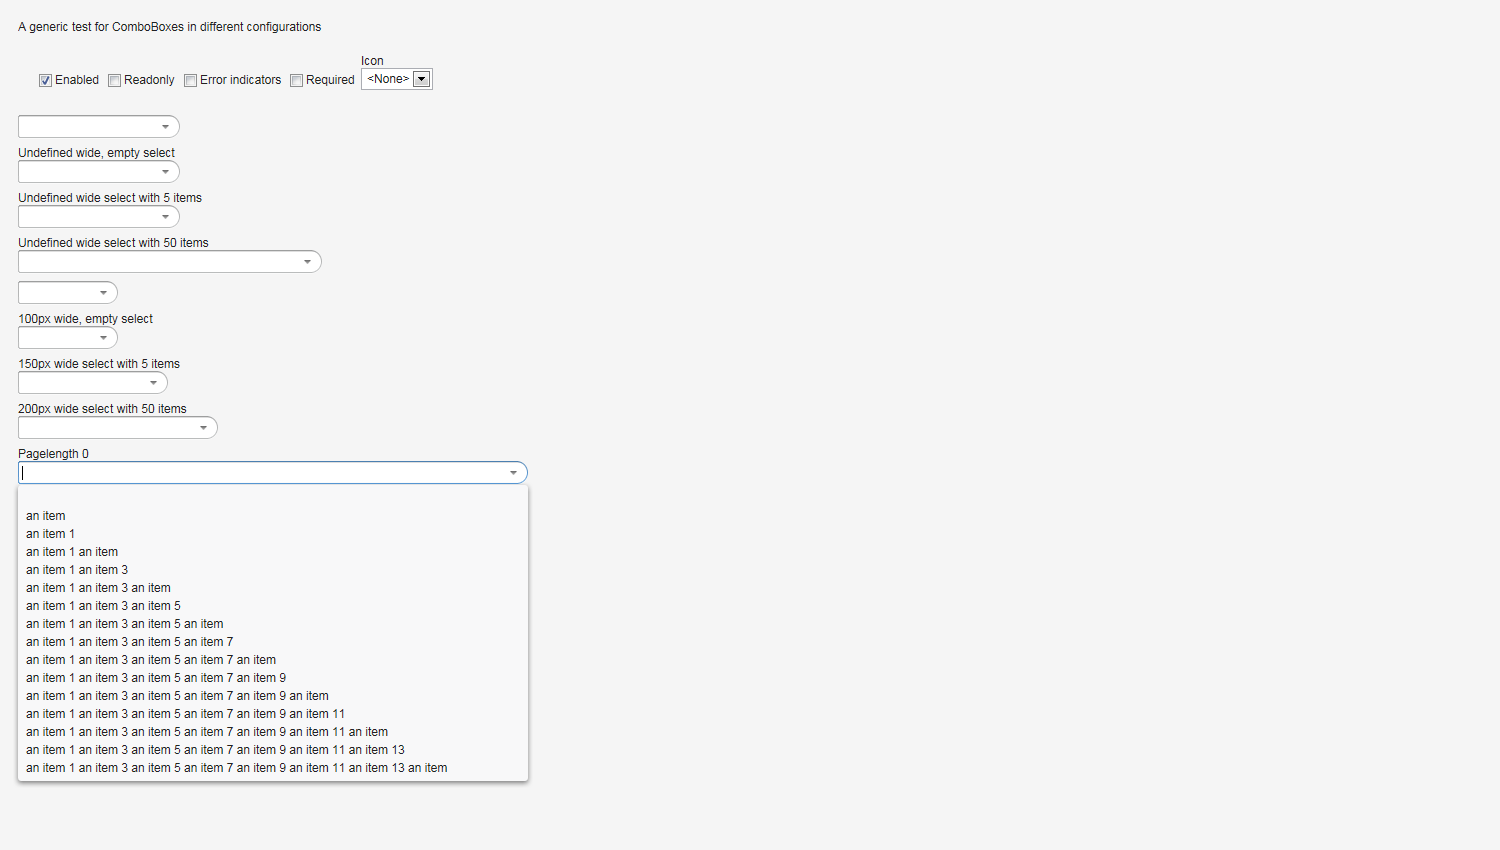 A generic test for ComboBoxes in different configurations
Icon
Enabled Readonly Error indicators Required <None>
Undefined wide, empty select
Undefined wide select with 5 items
Undefined wide select with 50 items
100px wide, empty select
150px wide select with 5 items
200px wide select with 50 items
Pagelength 0
an item
an item 1
an item 1 an item
an item 1 an item 3
an item 1 an item 3 an item
an item 1 an item 3 an item 5
an item 1 an item 3 an item 5 an item
an item 1 an item 3 an item 5 an item 7
an item 1 an item 3 an item 5 an item 7 an item
an item 1 an item 3 an item 5 an item 7 an item 9
an item 1 an item 3 an item 5 an item 7 an item 9 an item
an item 1 an item 3 an item 5 an item 7 an item 9 an item 11
an item 1 an item 3 an item 5 an item 7 an item 9 an item 11 an item
an item 1 an item 3 an item 5 an item 7 an item 9 an item 11 an item 13
an item 1 an item 3 an item 5 an item 7 an item 9 an item 11 an item 13 an item